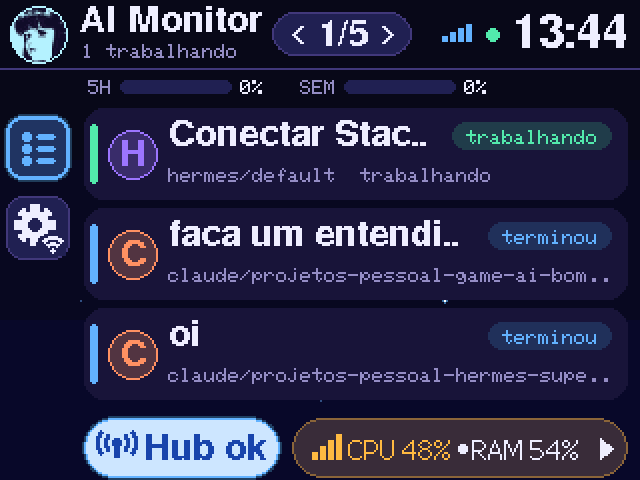 AI Monitor
1 trabalhando
< 1/5 >
13:44
5H 0% SEM 0%
H
Conectar Stac..
trabalhando
hermes/default trabalhando
C
faca um entendi..
terminou
claude/projetos-pessoal-game-ai-bom..
C
oi
terminou
claude/projetos-pessoal-hermes-supe..
Hub ok
CPU 48% •RAM 54%